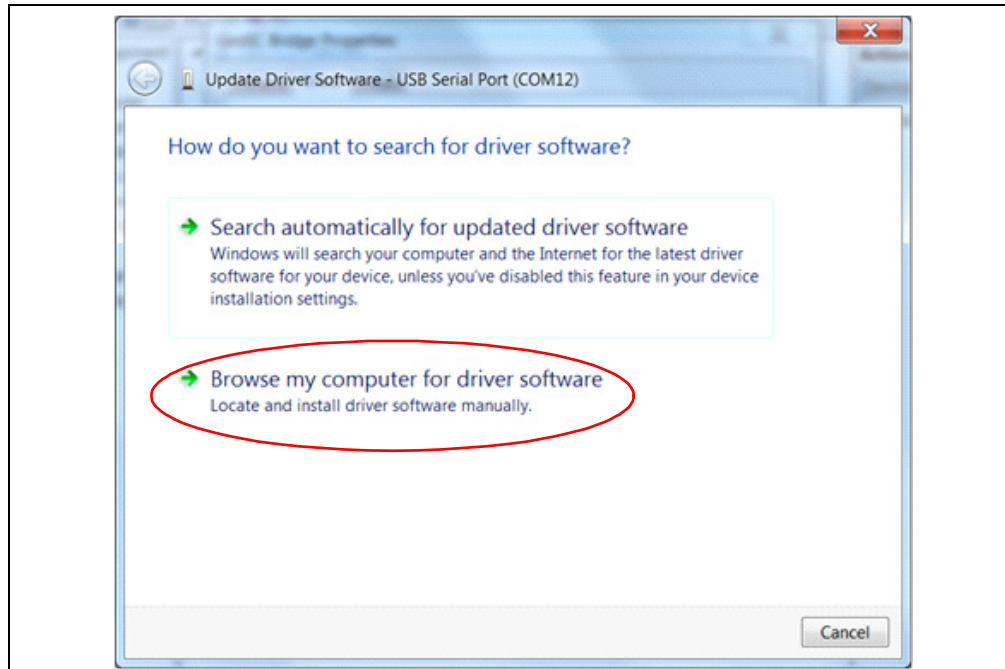 Bridge Properties
Update Driver Software - USB Serial Port (COM12)
How do you want to search for driver software?
Search automatically for updated driver software
Windows will search your computer and the Internet for the latest driver
software for your device, unless you've disabled this feature in your device
installation settings.
Browse my computer for driver software
Locate and install driver software manually.
Cancel